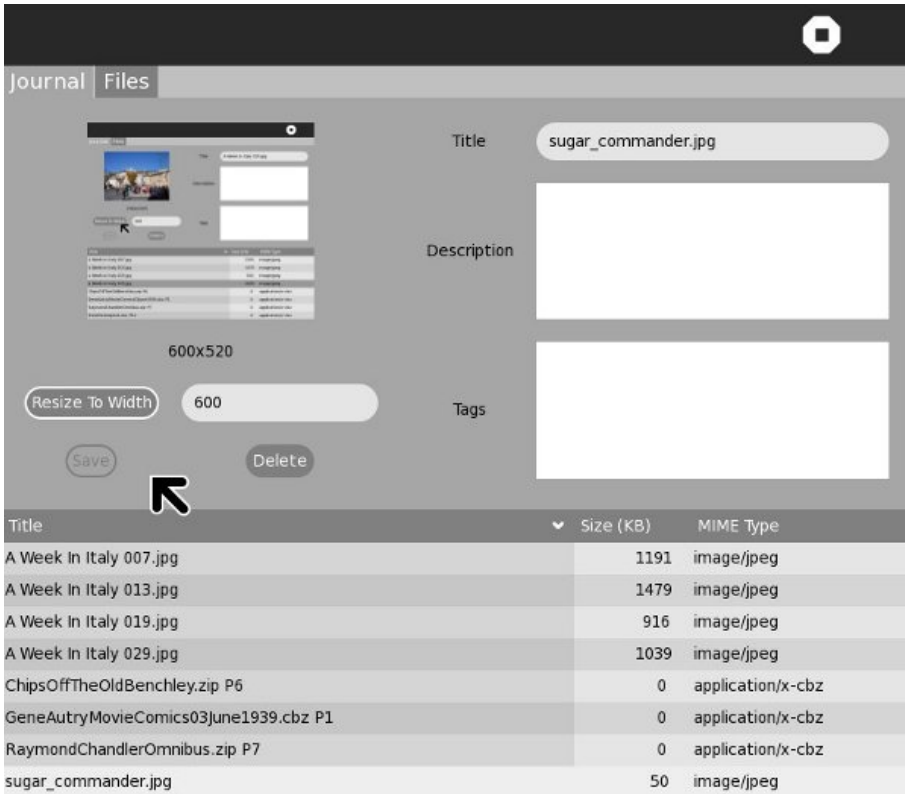 Journal Files
Title sugar_commander.jpg
Description
600x520
Resize To Width 600
Tags
Save Delete
Title Size (KB) MIME Type
A Week In Italy 007.jpg 1191 image/jpeg
A Week In Italy 013.jpg 1479 image/jpeg
A Week In Italy 019.jpg 916 image/jpeg
A Week In Italy 029.jpg 1039 image/jpeg
ChipsOffTheOldBenchley.zip P6 0 application/x-cbz
GeneAutryMovieComics03June1939.cbz P1 0 application/x-cbz
RaymondChandlerOmnibus.zip P7 0 application/x-cbz
sugar_commander.jpg 50 image/jpeg